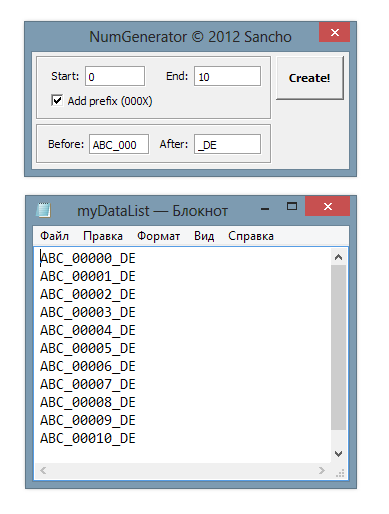 NumGenerator © 2012 Sancho
Start: 0 End: 10
Create!
Add prefix (000X)
Before: ABC_000 After: _DE
myDataList — Блокнот
Файл Правка Формат Вид Справка
ABC_00000_DE
ABC_00001_DE
ABC_00002_DE
ABC_00003_DE
ABC_00004_DE
ABC_00005_DE
ABC_00006_DE
ABC_00007_DE
ABC_00008_DE
ABC_00009_DE
ABC_00010_DE